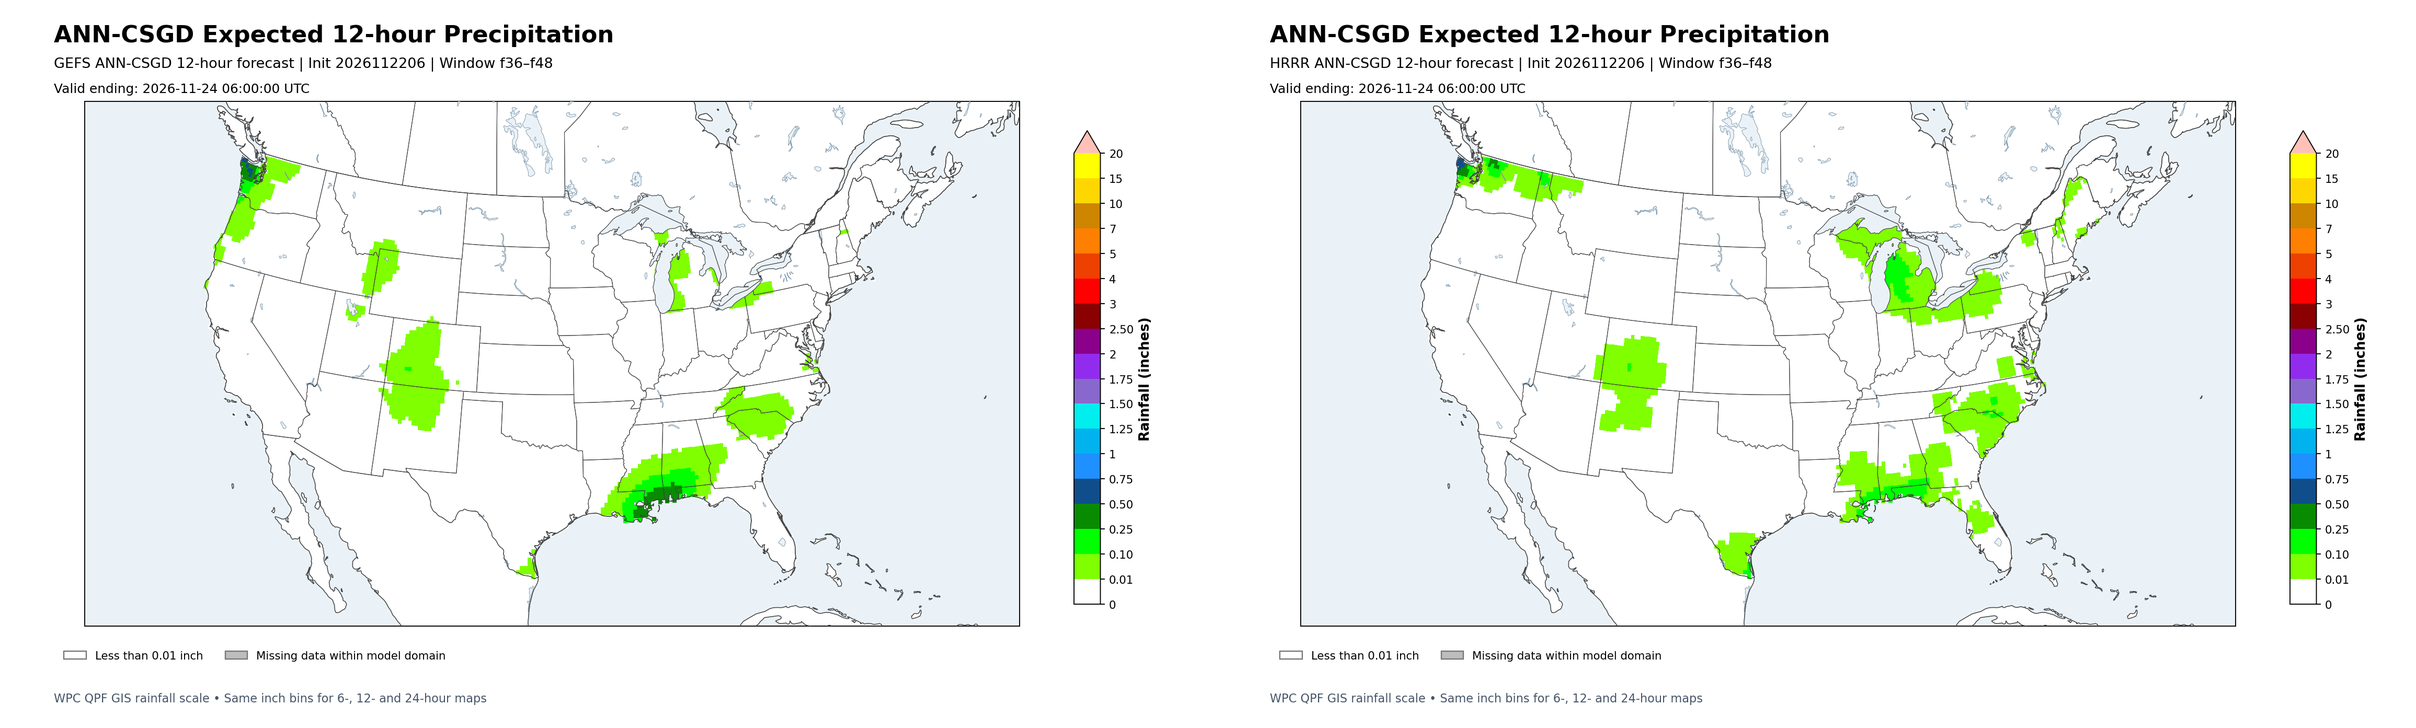 ANN-CSGD Expected 12-hour Precipitation
GEFS ANN-CSGD 12-hour forecast | Init 2026112206 | Window f36–f48
Valid ending: 2026-11-24 06:00:00 UTC
20
15
10
7
5
4
3
2.50
2
1.75
1.50
1.25
1
0.75
0.50
0.25
0.10
0.01
0
Rainfall (inches)
Less than 0.01 inch
Missing data within model domain
WPC QPF GIS rainfall scale • Same inch bins for 6-, 12- and 24-hour maps
ANN-CSGD Expected 12-hour Precipitation
HRRR ANN-CSGD 12-hour forecast | Init 2026112206 | Window f36–f48
Valid ending: 2026-11-24 06:00:00 UTC
20
15
10
7
5
4
3
2.50
2
1.75
1.50
1.25
1
0.75
0.50
0.25
0.10
0.01
0
Rainfall (inches)
Less than 0.01 inch
Missing data within model domain
WPC QPF GIS rainfall scale • Same inch bins for 6-, 12- and 24-hour maps